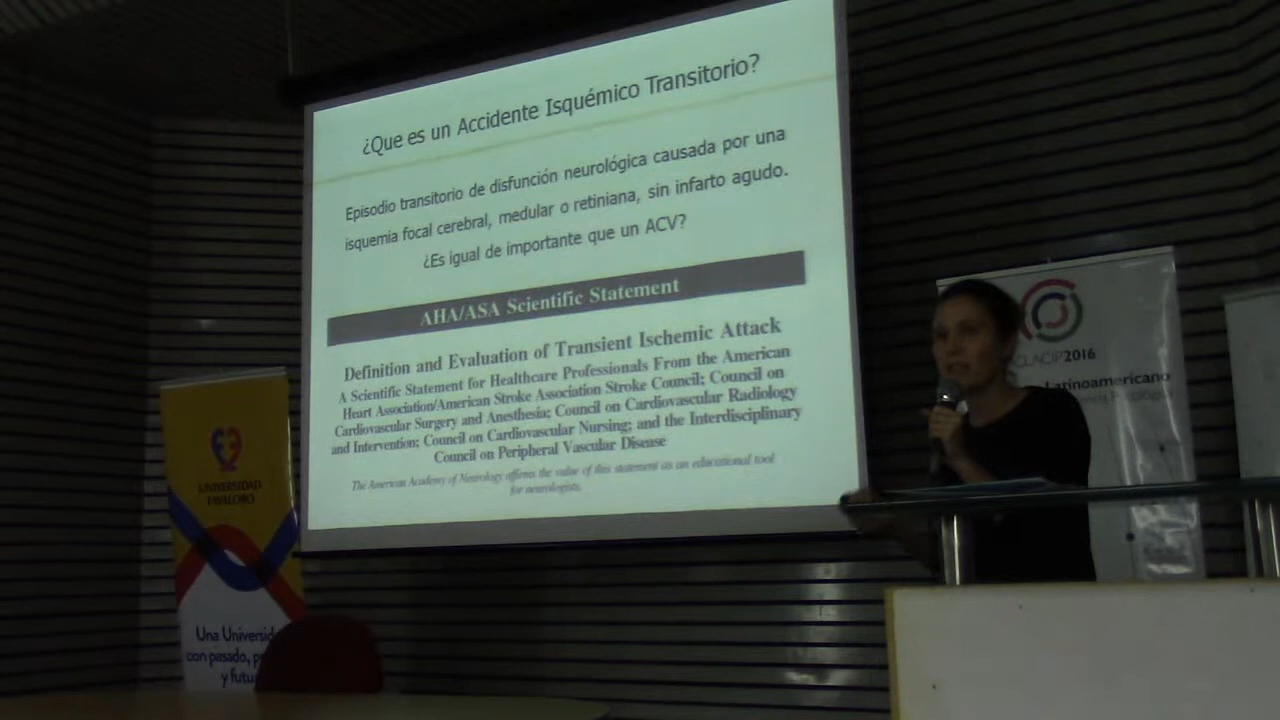 ¿Que es un Accidente Isquémico Transitorio?
Episodio transitorio de disfunción neurológica causada por una
isquemia focal cerebral, medular o retiniana, sin infarto agudo.
¿Es igual de importante que un ACV?
AHA/ASA Scientific Statement
Definition and Evaluation of Transient Ischemic Attack
A Scientific Statement for Healthcare Professionals From the American
Heart Association/American Stroke Association Stroke Council; Council on
Cardiovascular Surgery and Anesthesia; Council on Cardiovascular Radiology
and Intervention; Council on Cardiovascular Nursing; and the Interdisciplinary
Council on Peripheral Vascular Disease
The American Academy of Neurology affirms the value of this statement as an educational tool
for neurologists.
UNIVERSIDAD
FAVALORO
Una Universid
con pasado, p
y futu
CLACIP2016
Latinoamericano